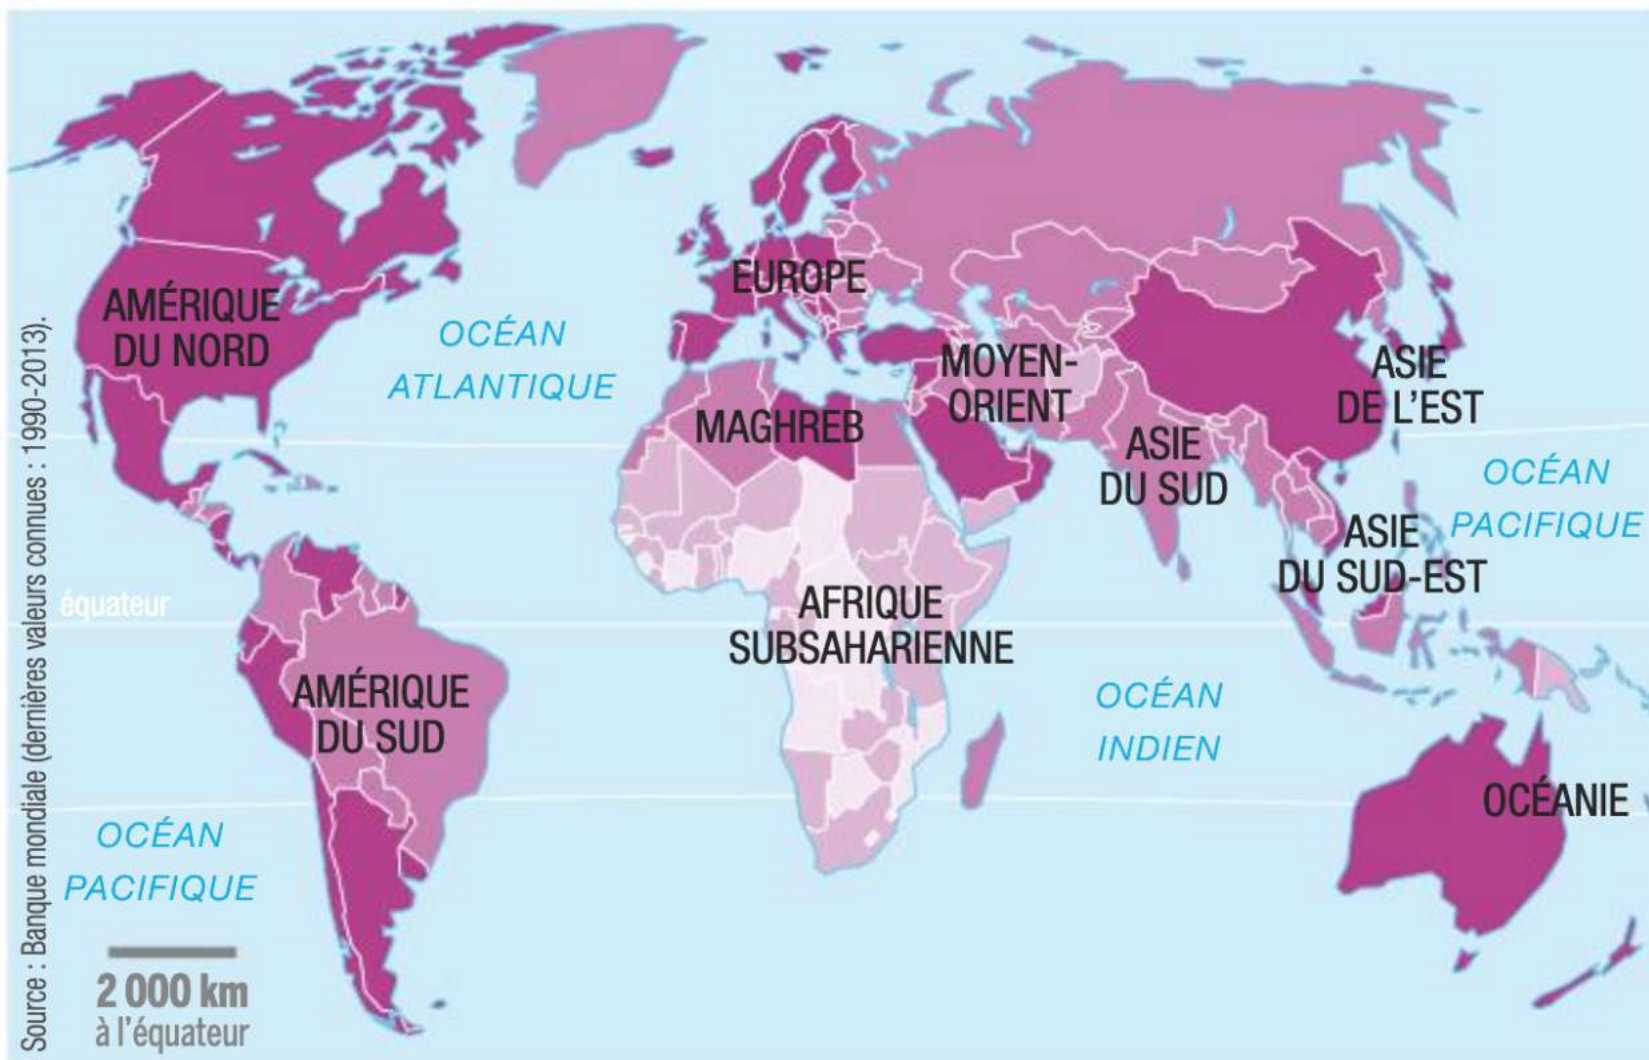 AMÉRIQUE
DU NORD
OCÉAN
ATLANTIQUE
EUROPE
MAGHREB
MOYEN-
ORIENT
ASIE
DU SUD
ASIE
DE L'EST
OCÉAN
PACIFIQUE
ASIE
DU SUD-EST
équateur
AFRIQUE
SUBSAHARIENNE
AMÉRIQUE
DU SUD
OCÉAN
INDIEN
OCÉANIE
OCÉAN
PACIFIQUE
2 000 km
à l'équateur
Source : Banque mondiale (dernières valeurs connues : 1990-2013).